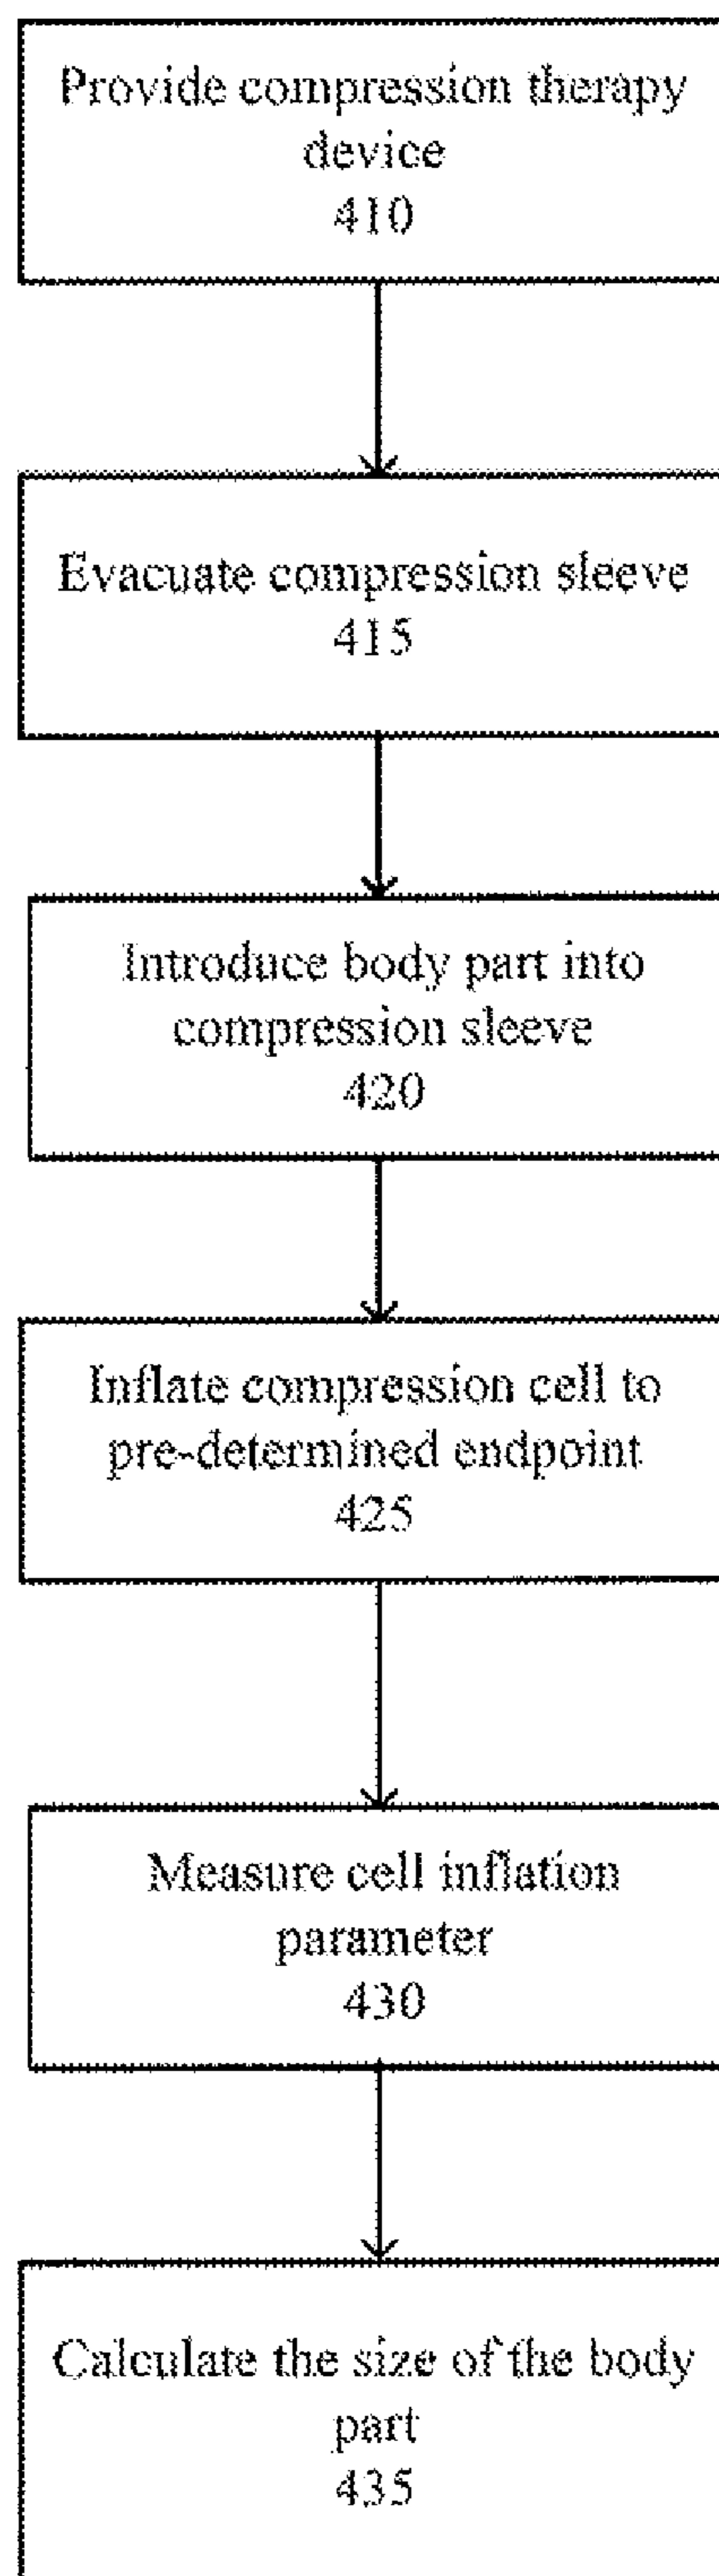 Provide compression therapy
device
410
Evacuate compression sleeve
415
Introduce body part into
compression sleeve
420
Inflate compression cell to
pre-determined endpoint
425
Measure cell inflation
parameter
430
Calculate the size of the body
part
435